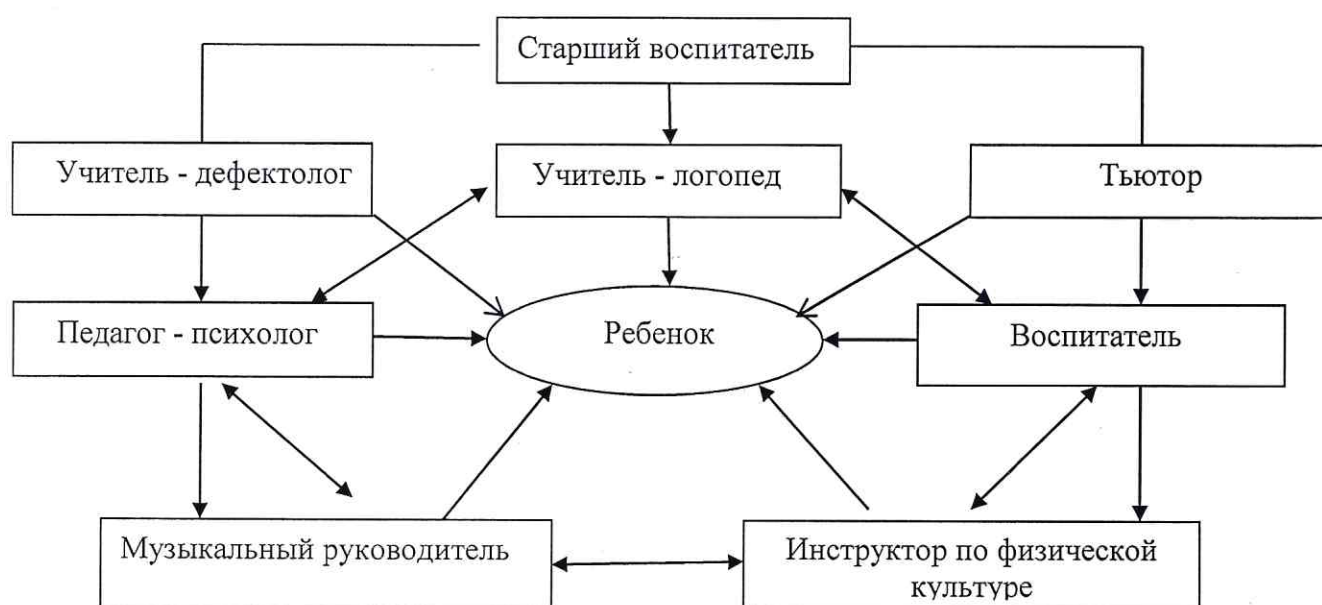 Старший воспитатель
Учитель - дефектолог
Учитель - логопед
Тьютор
Педагог - психолог
Ребенок
Воспитатель
Музыкальный руководитель
Инструктор по физической
культуре